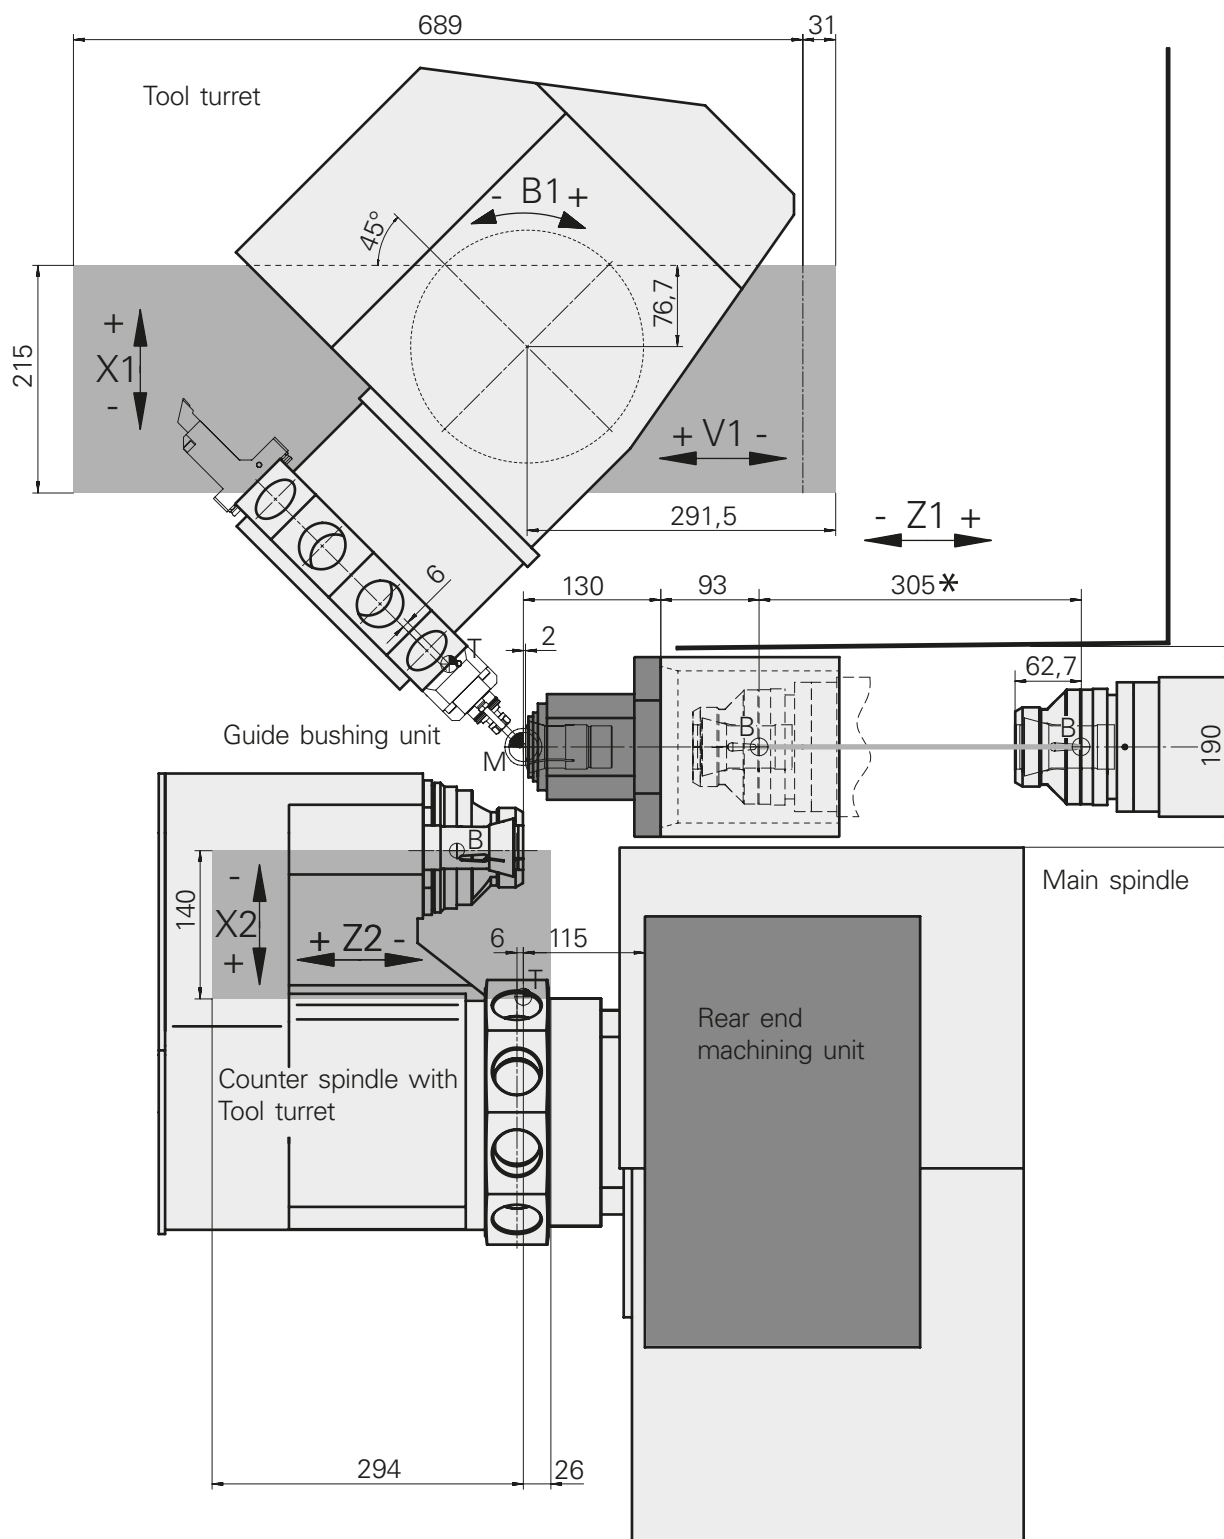 689
31
Tool turret
- B1 +
45°
76,7
+
X1
-
215
+ V1 -
291,5
- Z1 +
6
130
93
305*
T
2
62,7
Guide bushing unit
M
B
B
190
B
Main spindle
-
X2
+
140
+ Z2 -
6
115
T
Rear end
machining unit
Counter spindle with
Tool turret
294
26